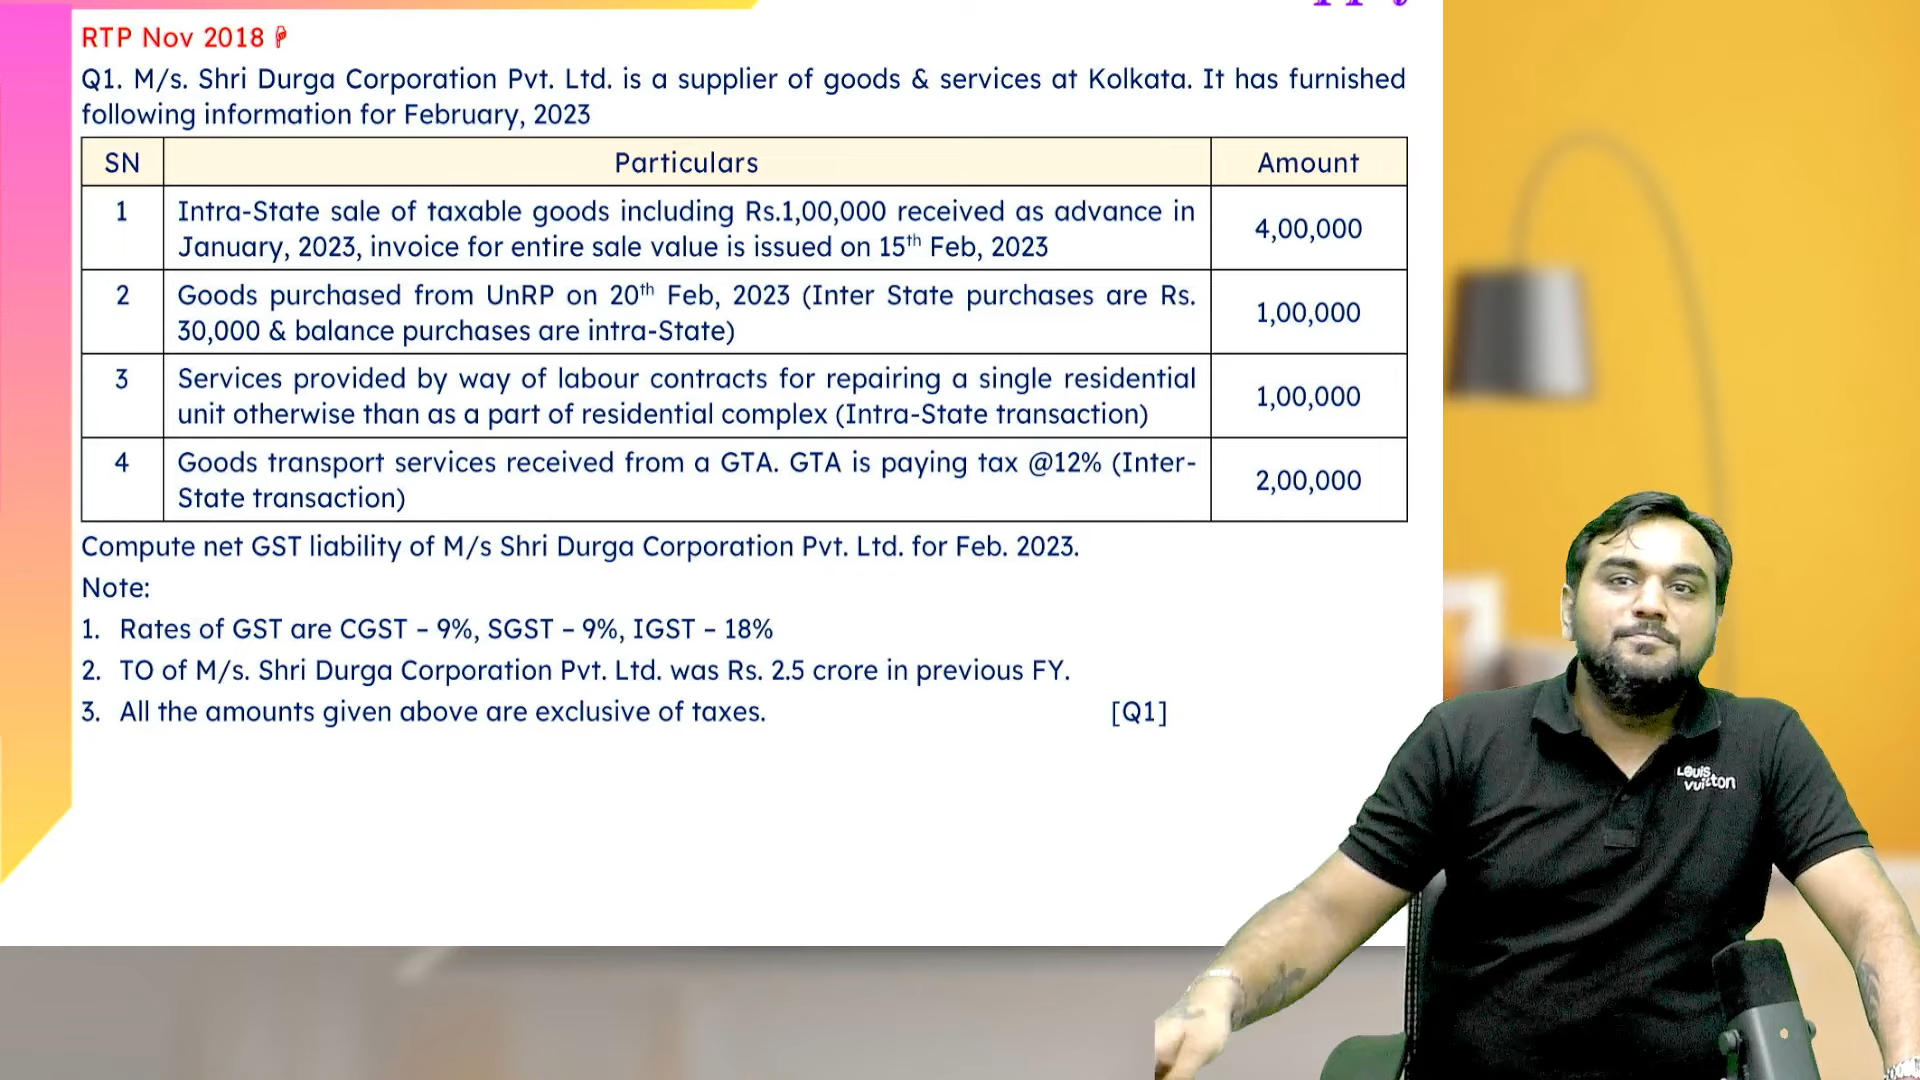 RTP Nov 2018
Q1. M/s. Shri Durga Corporation Pvt. Ltd. is a supplier of goods & services at Kolkata. It has furnished
following information for February, 2023
SN Particulars Amount
1 Intra-State sale of taxable goods including Rs.1,00,000 received as advance in
January, 2023, invoice for entire sale value is issued on 15th Feb, 2023 4,00,000
2 Goods purchased from UnRP on 20th Feb, 2023 (Inter State purchases are Rs.
30,000 & balance purchases are intra-State) 1,00,000
3 Services provided by way of labour contracts for repairing a single residential
unit otherwise than as a part of residential complex (Intra-State transaction) 1,00,000
4 Goods transport services received from a GTA. GTA is paying tax @12% (Inter-
State transaction) 2,00,000
Compute net GST liability of M/s Shri Durga Corporation Pvt. Ltd. for Feb. 2023.
Note:
1. Rates of GST are CGST – 9%, SGST – 9%, IGST – 18%
2. TO of M/s. Shri Durga Corporation Pvt. Ltd. was Rs. 2.5 crore in previous FY.
3. All the amounts given above are exclusive of taxes. [Q1]
Louis
Vuitton